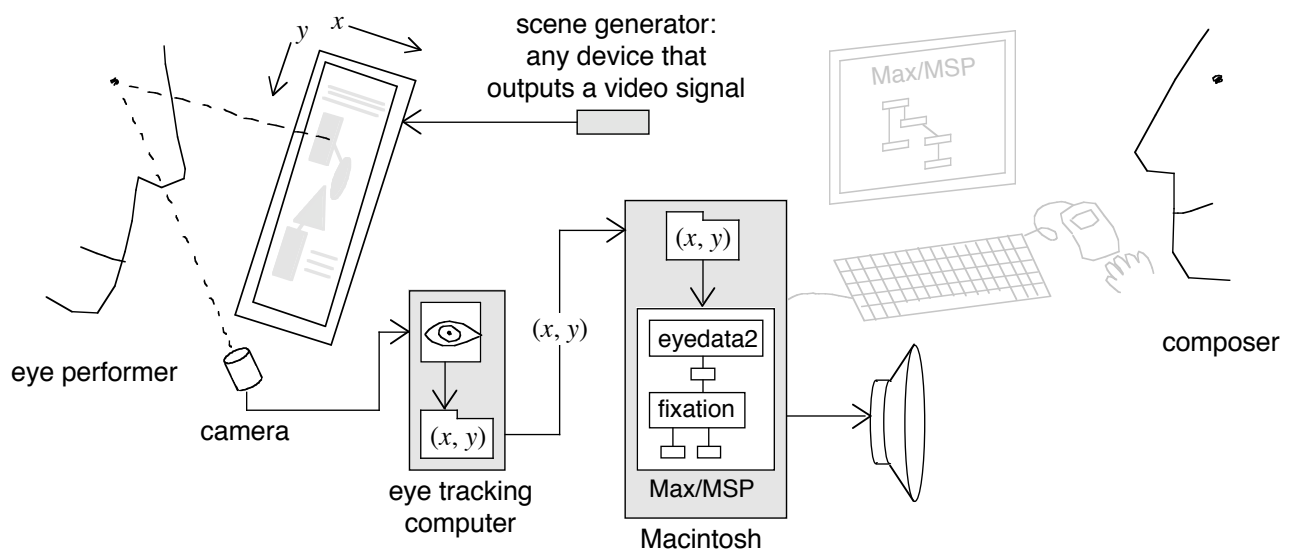 y
x
scene generator:
any device that
outputs a video signal
Max/MSP
(x, y)
(x, y)
eyedata2
fixation
(x, y)
Max/MSP
Macintosh
eye performer
camera
eye tracking
computer
composer